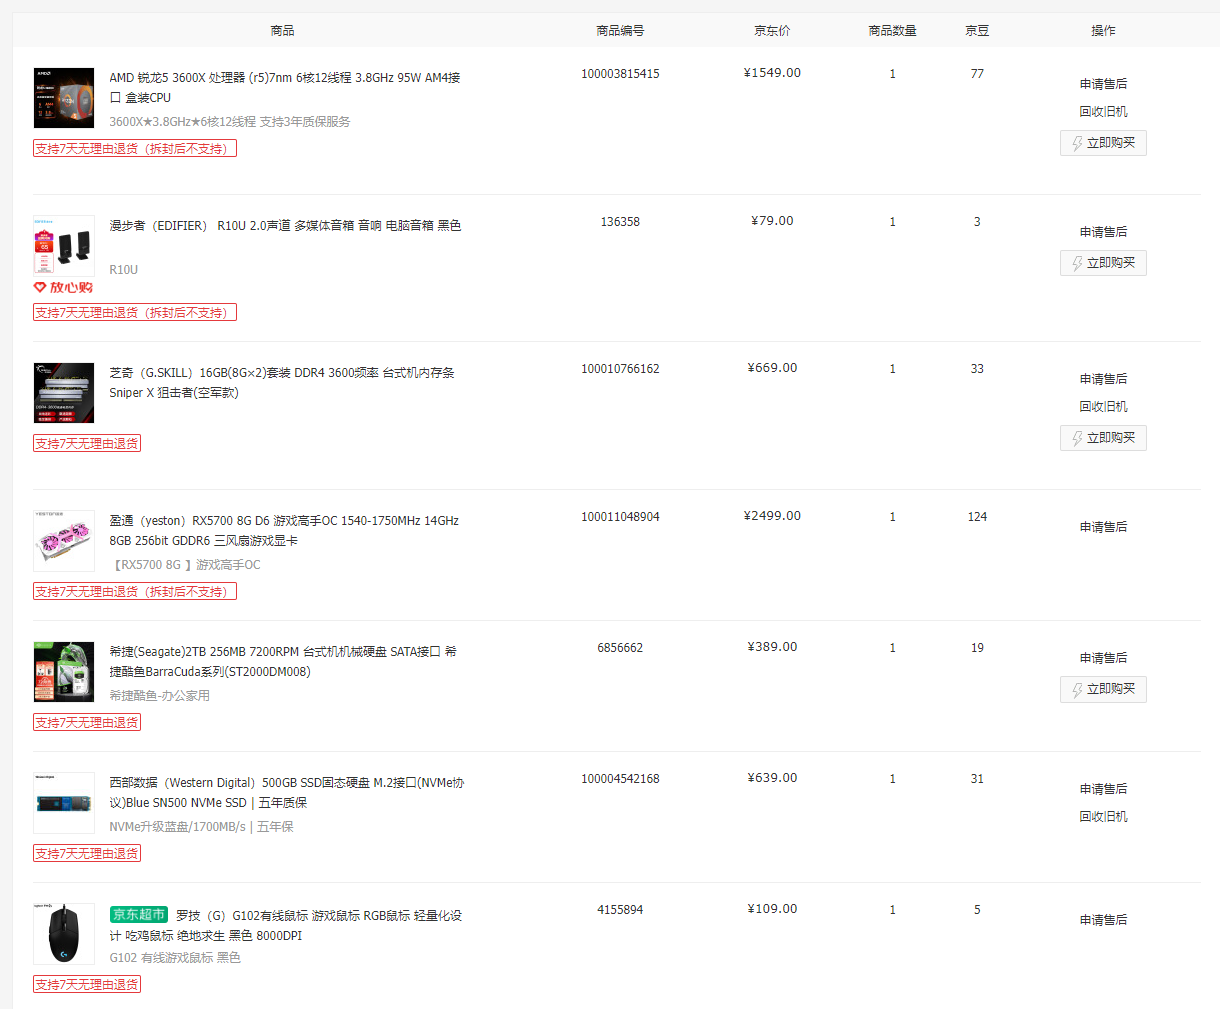 商品 商品编号 京东价 商品数量 京豆 操作
AMD 锐龙5 3600X 处理器 (r5)7nm 6核12线程 3.8GHz 95W AM4接 100003815415 ¥1549.00 1 77 申请售后
口 盒装CPU
回收旧机
3600X★3.8GHz★6核12线程 支持3年质保服务
立即购买
支持7天无理由退货（拆封后不支持）
漫步者（EDIFIER） R10U 2.0声道 多媒体音箱 音响 电脑音箱 黑色 136358 ¥79.00 1 3 申请售后
立即购买
R10U
放心购
支持7天无理由退货（拆封后不支持）
芝奇（G.SKILL）16GB(8G×2)套装 DDR4 3600频率 台式机内存条 100010766162 ¥669.00 1 33 申请售后
Sniper X 狙击者(空军款)
回收旧机
立即购买
支持7天无理由退货
盈通（yeston）RX5700 8G D6 游戏高手OC 1540-1750MHz 14GHz 100011048904 ¥2499.00 1 124 申请售后
8GB 256bit GDDR6 三风扇游戏显卡
【RX5700 8G 】游戏高手OC
支持7天无理由退货（拆封后不支持）
希捷(Seagate)2TB 256MB 7200RPM 台式机机械硬盘 SATA接口 希 6856662 ¥389.00 1 19 申请售后
捷酷鱼BarraCuda系列(ST2000DM008)
立即购买
希捷酷鱼-办公家用
支持7天无理由退货
西部数据（Western Digital）500GB SSD固态硬盘 M.2接口(NVMe协 100004542168 ¥639.00 1 31 申请售后
议)Blue SN500 NVMe SSD | 五年质保
回收旧机
NVMe升级蓝盘/1700MB/s | 五年保
支持7天无理由退货
京东超市 罗技（G）G102有线鼠标 游戏鼠标 RGB鼠标 轻量化设 4155894 ¥109.00 1 5 申请售后
计 吃鸡鼠标 绝地求生 黑色 8000DPI
G102 有线游戏鼠标 黑色
支持7天无理由退货